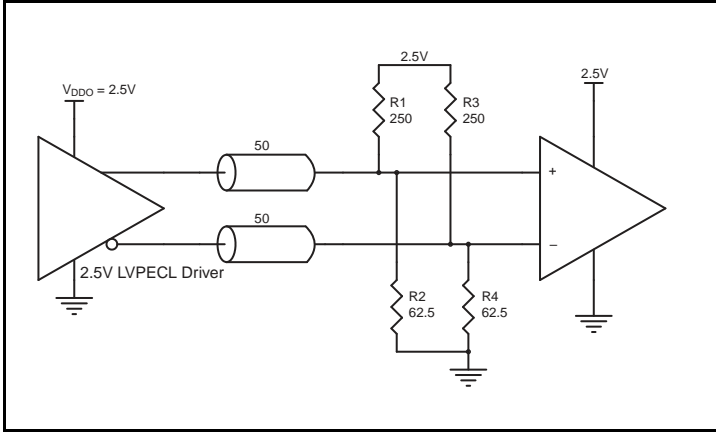 2.5V
2.5V
VDDO = 2.5V
R1
250
R3
250
50
+
50
–
2.5V LVPECL Driver
R2
62.5
R4
62.5